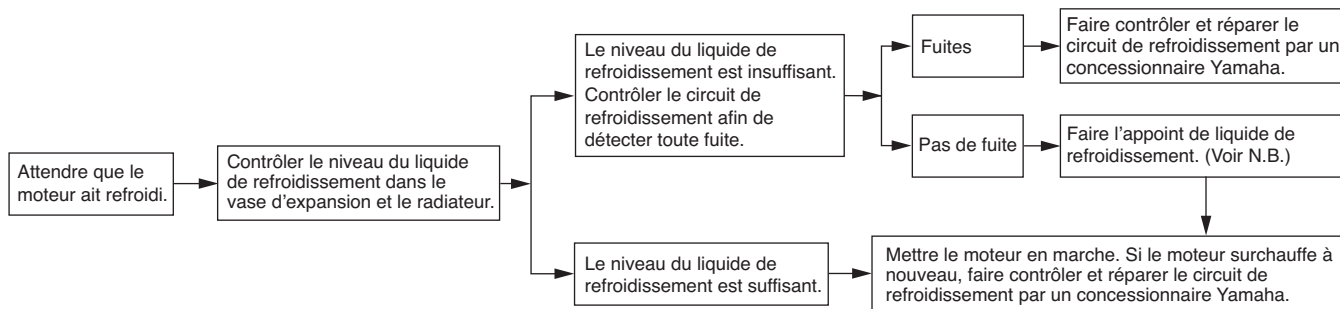 Attendre que le
moteur ait refroidi.
Contrôler le niveau du liquide
de refroidissement dans le
vase d'expansion et le radiateur.
Le niveau du liquide de
refroidissement est insuffisant.
Contrôler le circuit de
refroidissement afin de
détecter toute fuite.
Fuites
Faire contrôler et réparer le
circuit de refroidissement par un
concessionnaire Yamaha.
Pas de fuite
Faire l'appoint de liquide de
refroidissement. (Voir N.B.)
Le niveau du liquide de
refroidissement est suffisant.
Mettre le moteur en marche. Si le moteur surchauffe à
nouveau, faire contrôler et réparer le circuit de
refroidissement par un concessionnaire Yamaha.